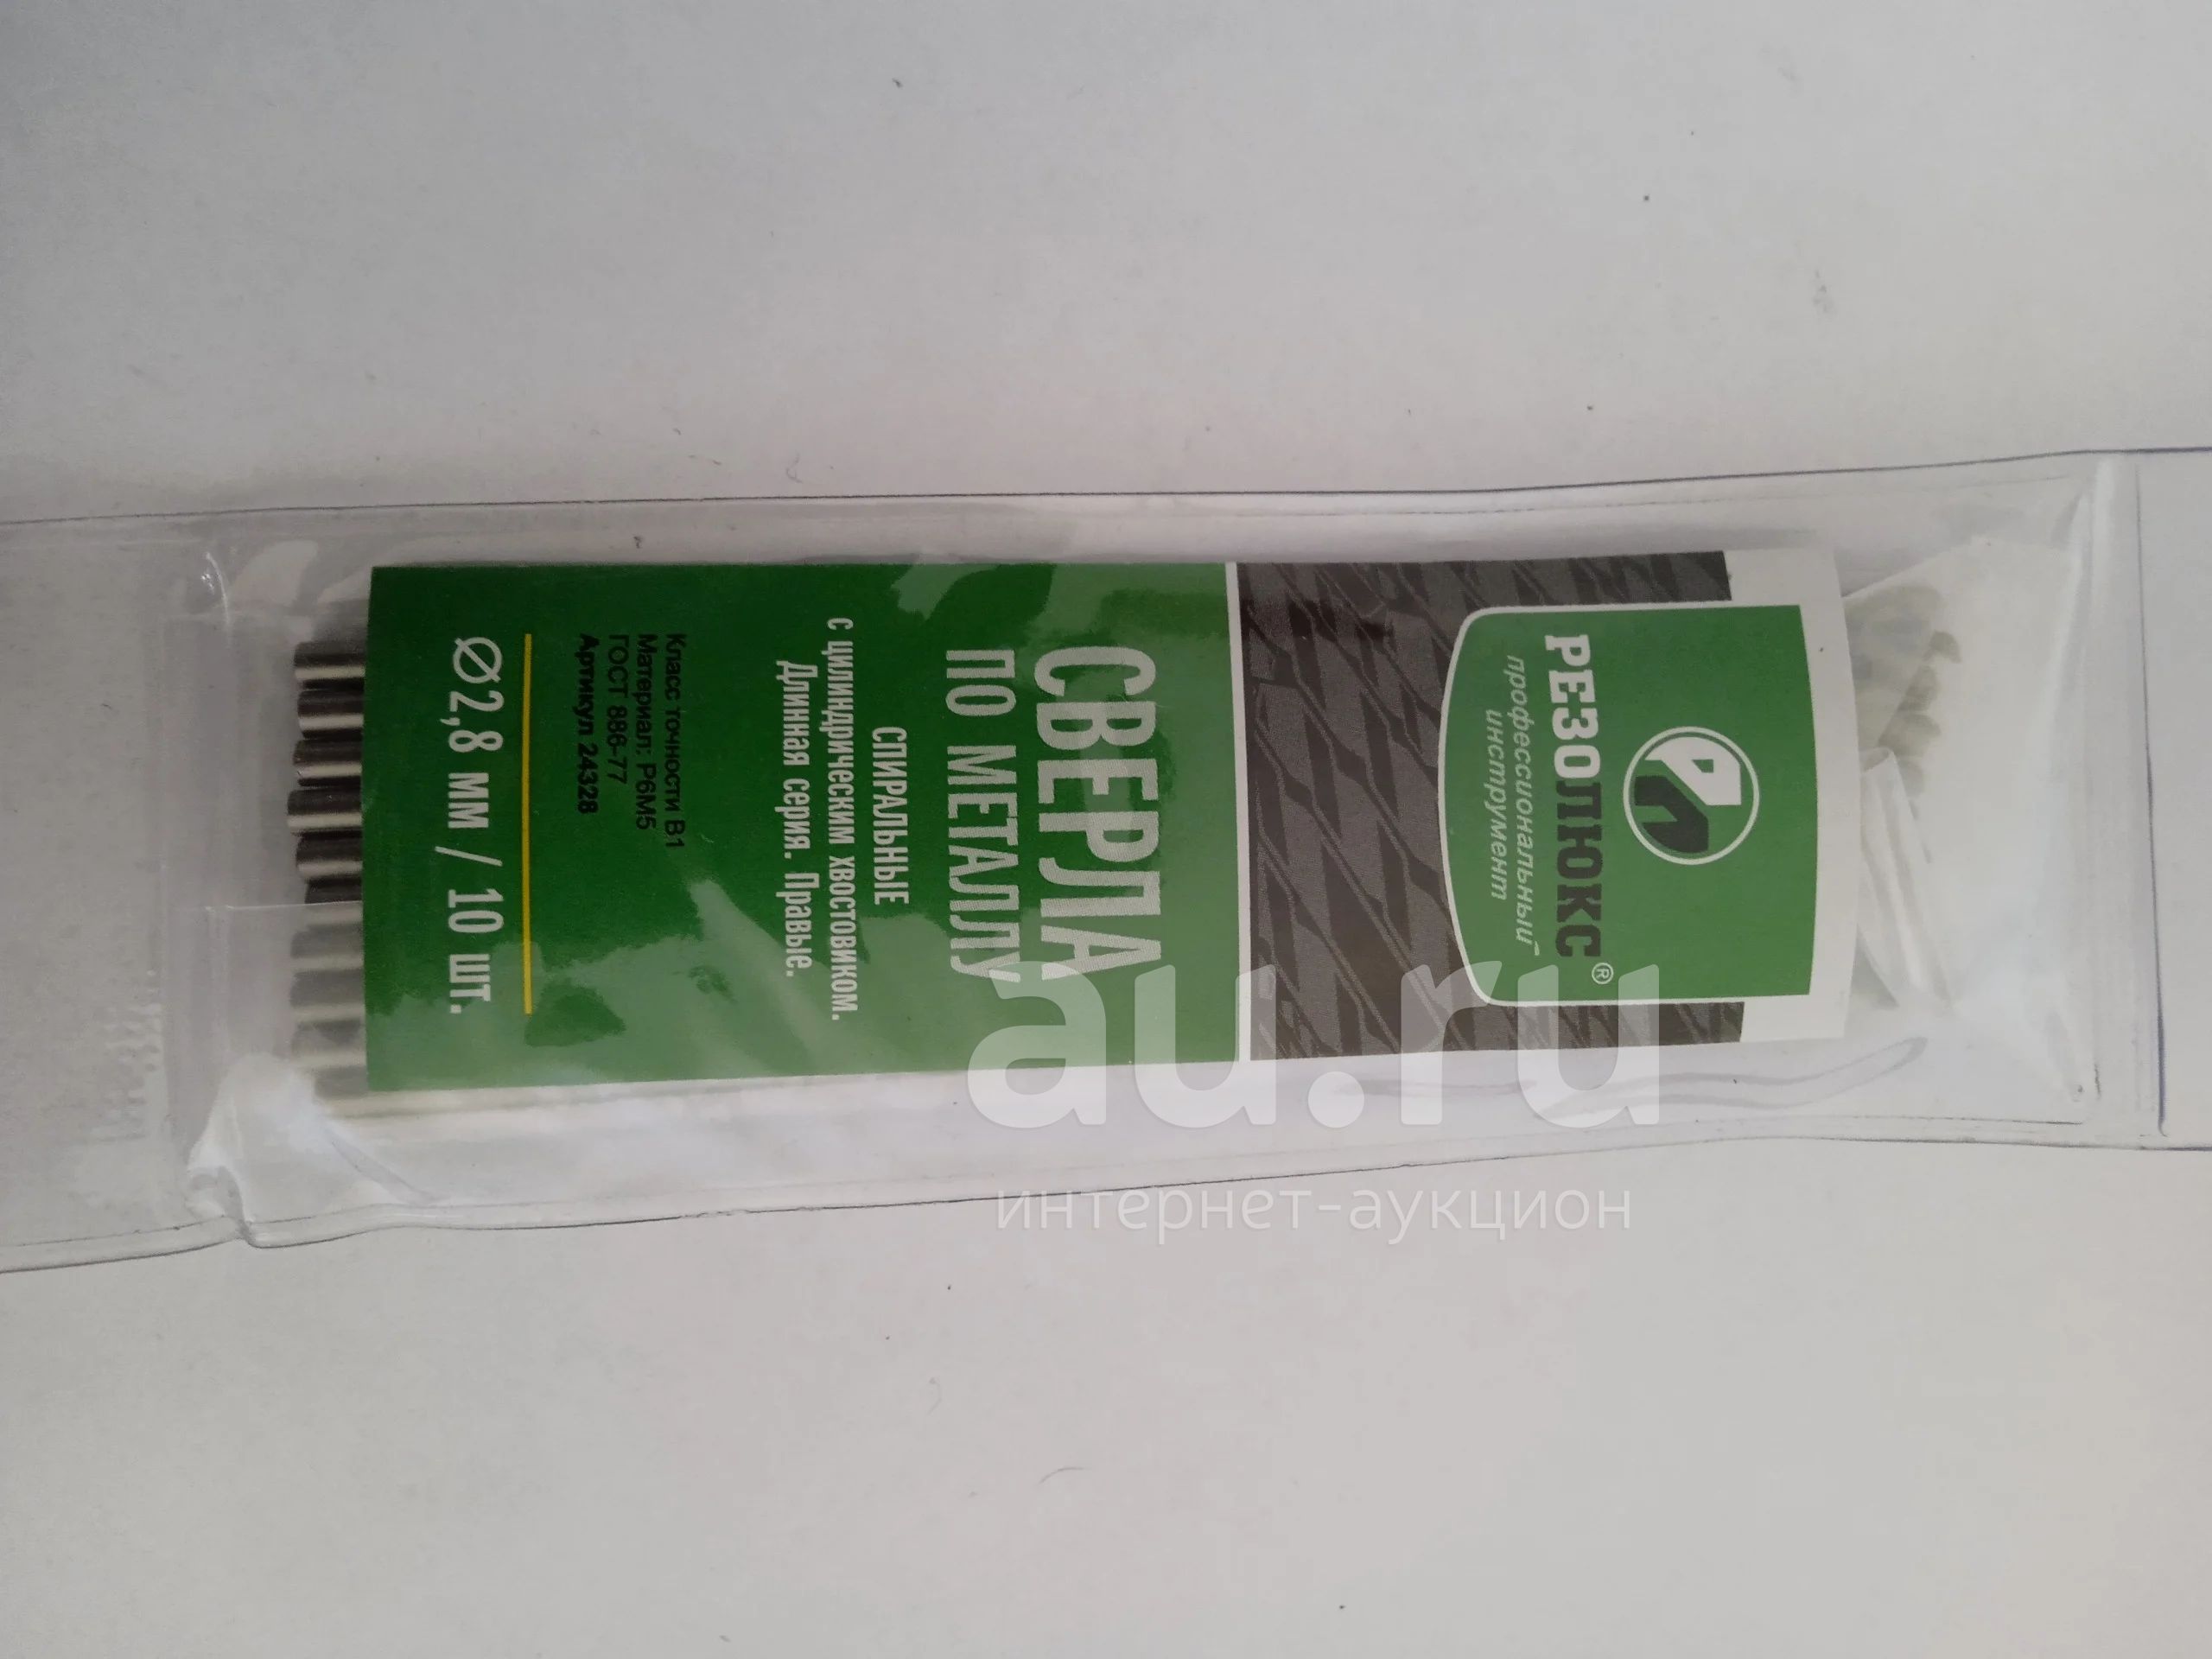 РЕЗОЛЮКС®
профессиональный
инструмент
СВЕРЛА
ПО МЕТАЛЛУ
СПИРАЛЬНЫЕ
С ЦИЛИНДРИЧЕСКИМ ХВОСТОВИКОМ.
Длинная серия. Правые.
Класс точности В1
Материал: Р6М5
ГОСТ 886-77
Артикул 24328
Ø2,8 мм / 10 шт.
au.ru
интернет-аукцион